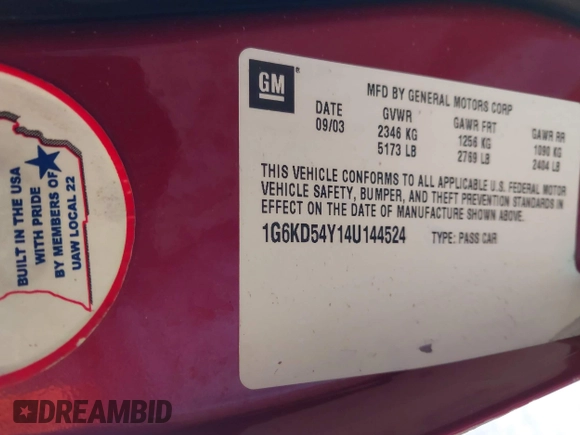 GM
®
MFD BY GENERAL MOTORS CORP
DATE GVWR GAWR FRT GAWR RR
09/03 2346 KG 1256 KG 1090 KG
5173 LB 2769 LB 2404 LB
THIS VEHICLE CONFORMS TO ALL APPLICABLE U.S. FEDERAL MOTOR
VEHICLE SAFETY, BUMPER, AND THEFT PREVENTION STANDARDS IN
EFFECT ON THE DATE OF MANUFACTURE SHOWN ABOVE.
1G6KD54Y14U144524 TYPE: PASS CAR
BUILT IN THE USA
WITH PRIDE
BY MEMBERS OF
UAW LOCAL 22
DREAMBID